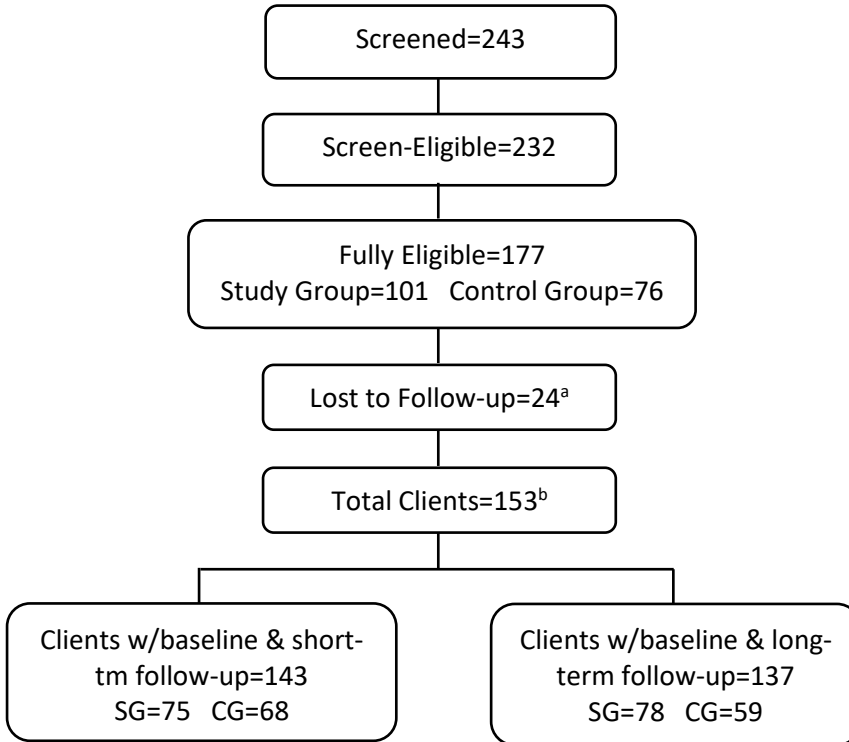 Screened=243
Screen-Eligible=232
Fully Eligible=177
Study Group=101   Control Group=76
Lost to Follow-up=24ᵃ
Total Clients=153ᵇ
Clients w/baseline & short-
tm follow-up=143
SG=75   CG=68
Clients w/baseline & long-
term follow-up=137
SG=78   CG=59